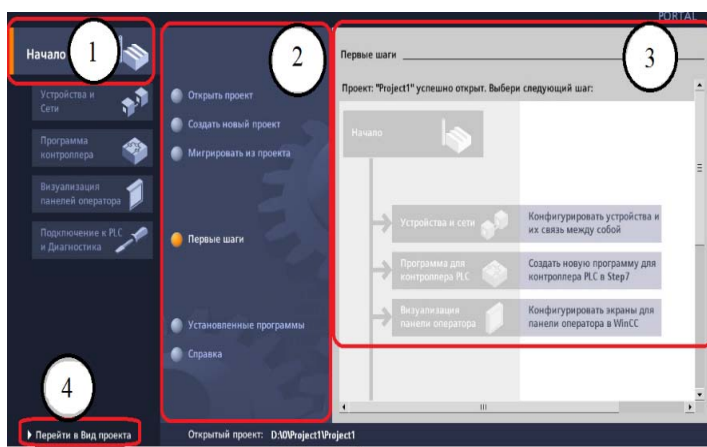 PORTAL
Начало
1
2
3
Устройства и
Сети
Программа
контроллера
Визуализация
панелей оператора
Подключение к PLC
и Диагностика
4
Перейти в Вид проекта
Открыть проект
Создать новый проект
Мигрировать из проекта
Первые шаги
Установленные программы
Справка
Первые шаги
Проект: "Project1" успешно открыт. Выбери следующий шаг:
Начало
Устройства и сети
Конфигурировать устройства и
их связь между собой
Программа для
контроллера PLC
Создать новую программу для
контроллера PLC в Step7
Визуализация
панели оператора
Конфигурировать экраны для
панели оператора в WinCC
Открытый проект: D:\0\Project1\Project1